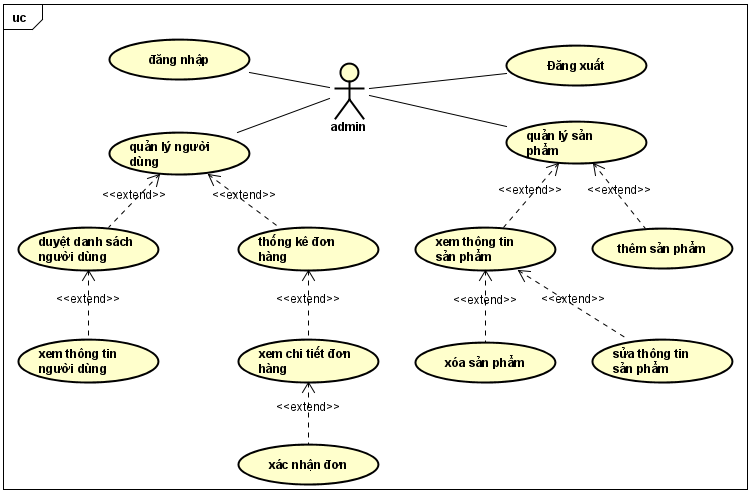 uc
đăng nhập
Đăng xuất
admin
quản lý người
dùng
quản lý sản
phẩm
<<extend>>
<<extend>>
<<extend>>
<<extend>>
duyệt danh sách
người dùng
thống kê đơn
hàng
xem thông tin
sản phẩm
thêm sản phẩm
<<extend>>
<<extend>>
<<extend>>
<<extend>>
xem thông tin
người dùng
xem chi tiết đơn
hàng
xóa sản phẩm
sửa thông tin
sản phẩm
<<extend>>
xác nhận đơn